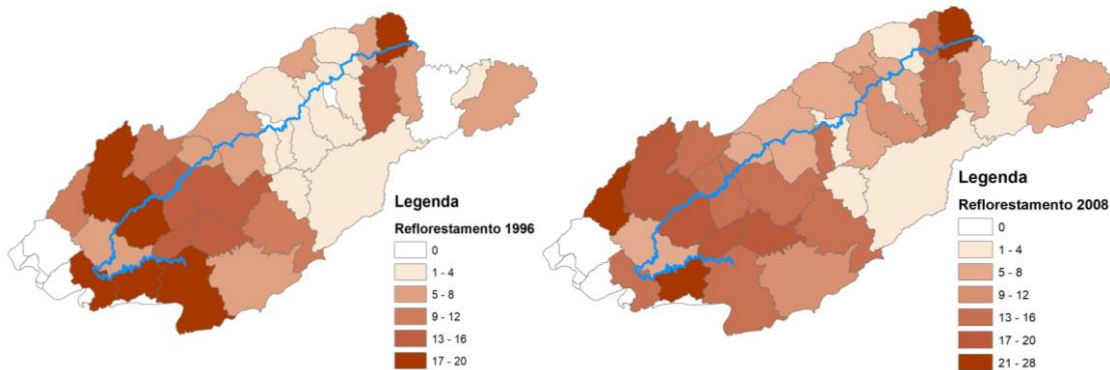 Legenda
Reflorestamento 1996
0
1 - 4
5 - 8
9 - 12
13 - 16
17 - 20
Legenda
Reflorestamento 2008
0
1 - 4
5 - 8
9 - 12
13 - 16
17 - 20
21 - 28